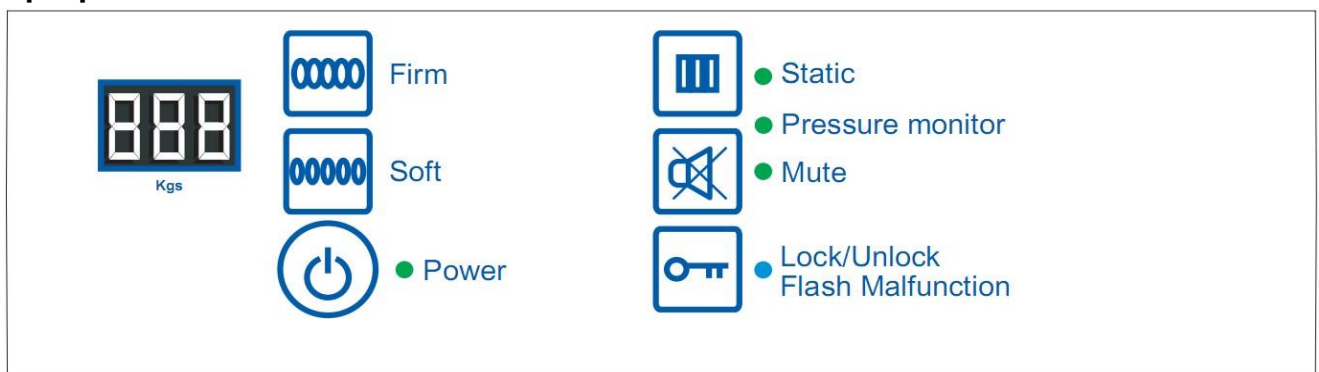 888
Kgs
Firm
Soft
Power
Static
Pressure monitor
Mute
Lock/Unlock
Flash Malfunction